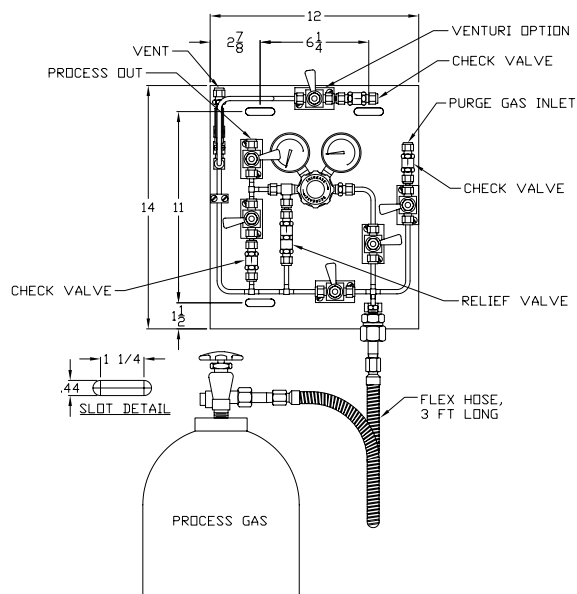 12
2 7/8
6 1/4
VENT
VENTURI OPTION
PROCESS OUT
CHECK VALVE
PURGE GAS INLET
CHECK VALVE
14
11
CHECK VALVE
RELIEF VALVE
1 1/2
1 1/4
.44
SLOT DETAIL
FLEX HOSE,
3 FT LONG
PROCESS GAS